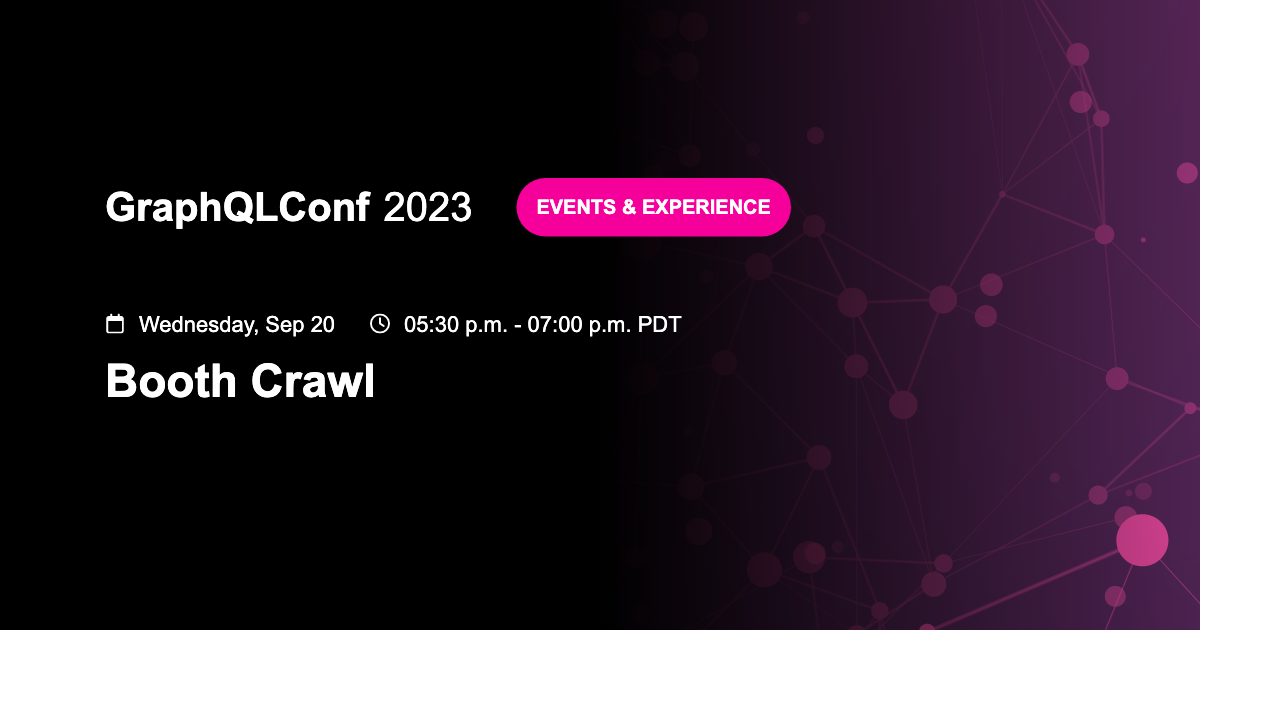 GraphQLConf 2023 EVENTS & EXPERIENCE
Wednesday, Sep 20 05:30 p.m. - 07:00 p.m. PDT
Booth Crawl